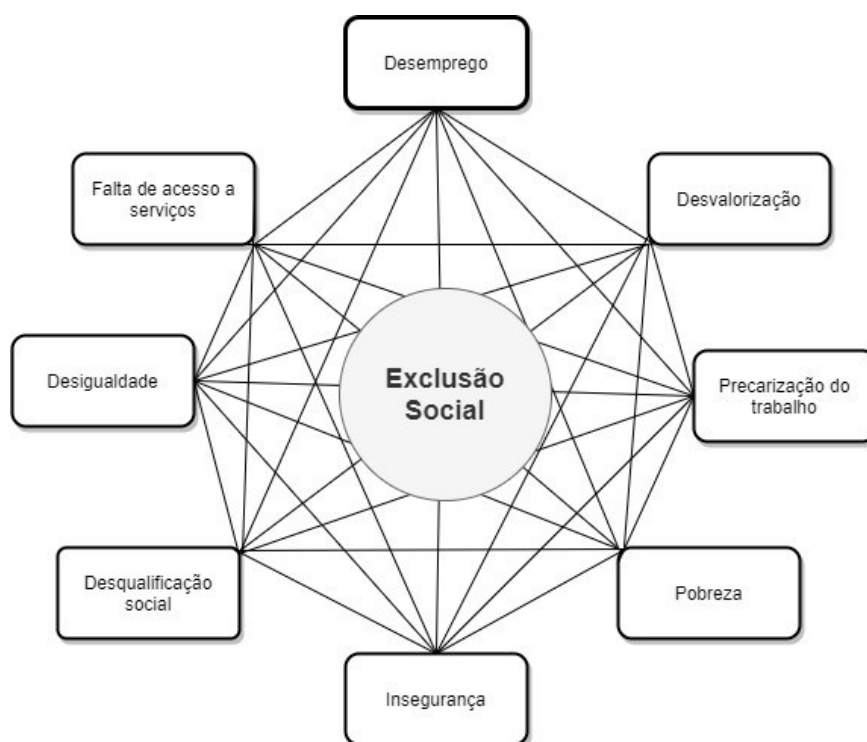 Desemprego
Falta de acesso a
serviços
Desvalorização
Desigualdade
Exclusão
Social
Precarização do
trabalho
Desqualificação
social
Pobreza
Insegurança